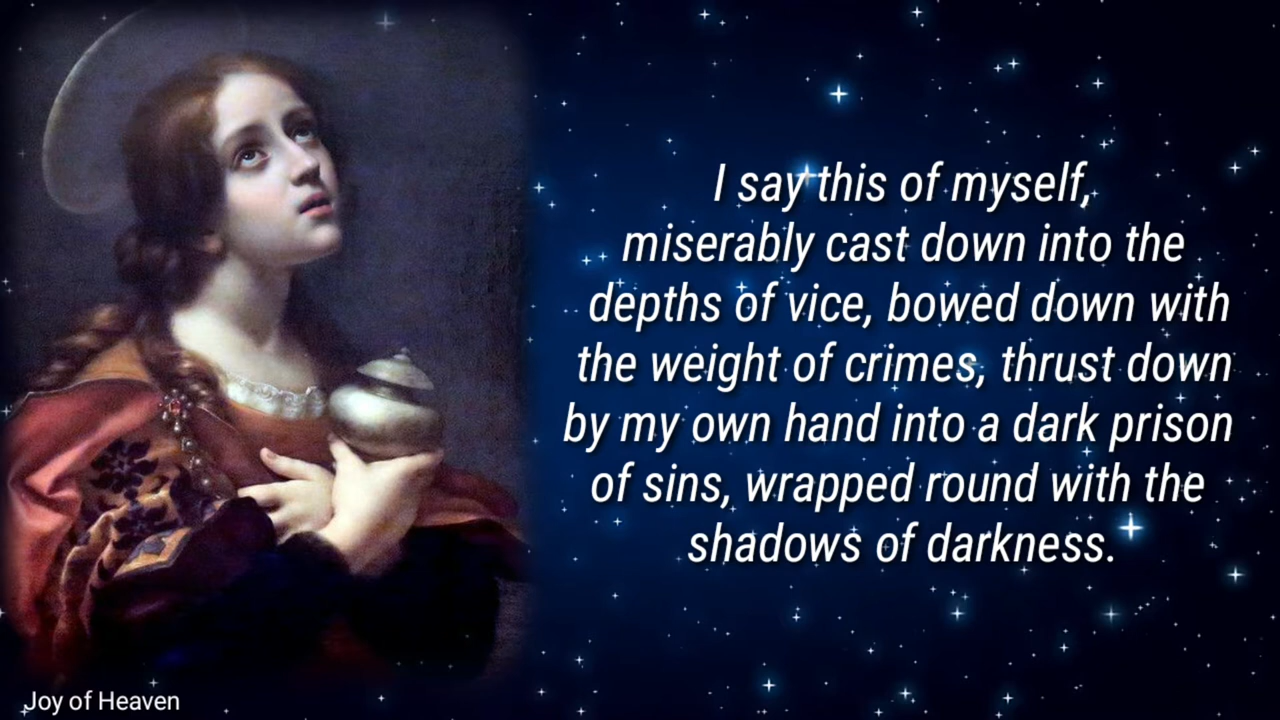 I say this of myself,
miserably cast down into the
depths of vice, bowed down with
the weight of crimes, thrust down
by my own hand into a dark prison
of sins, wrapped round with the
shadows of darkness.
Joy of Heaven